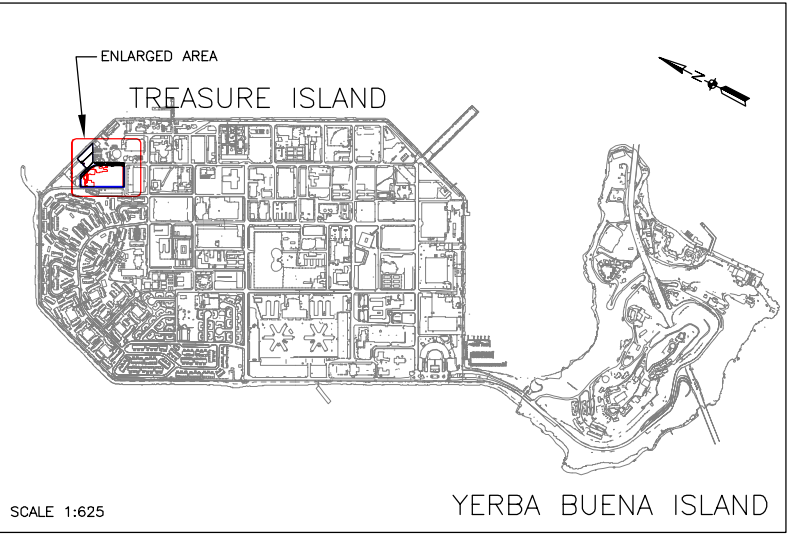 ENLARGED AREA
TREASURE ISLAND
N
SCALE 1:625
YERBA BUENA ISLAND